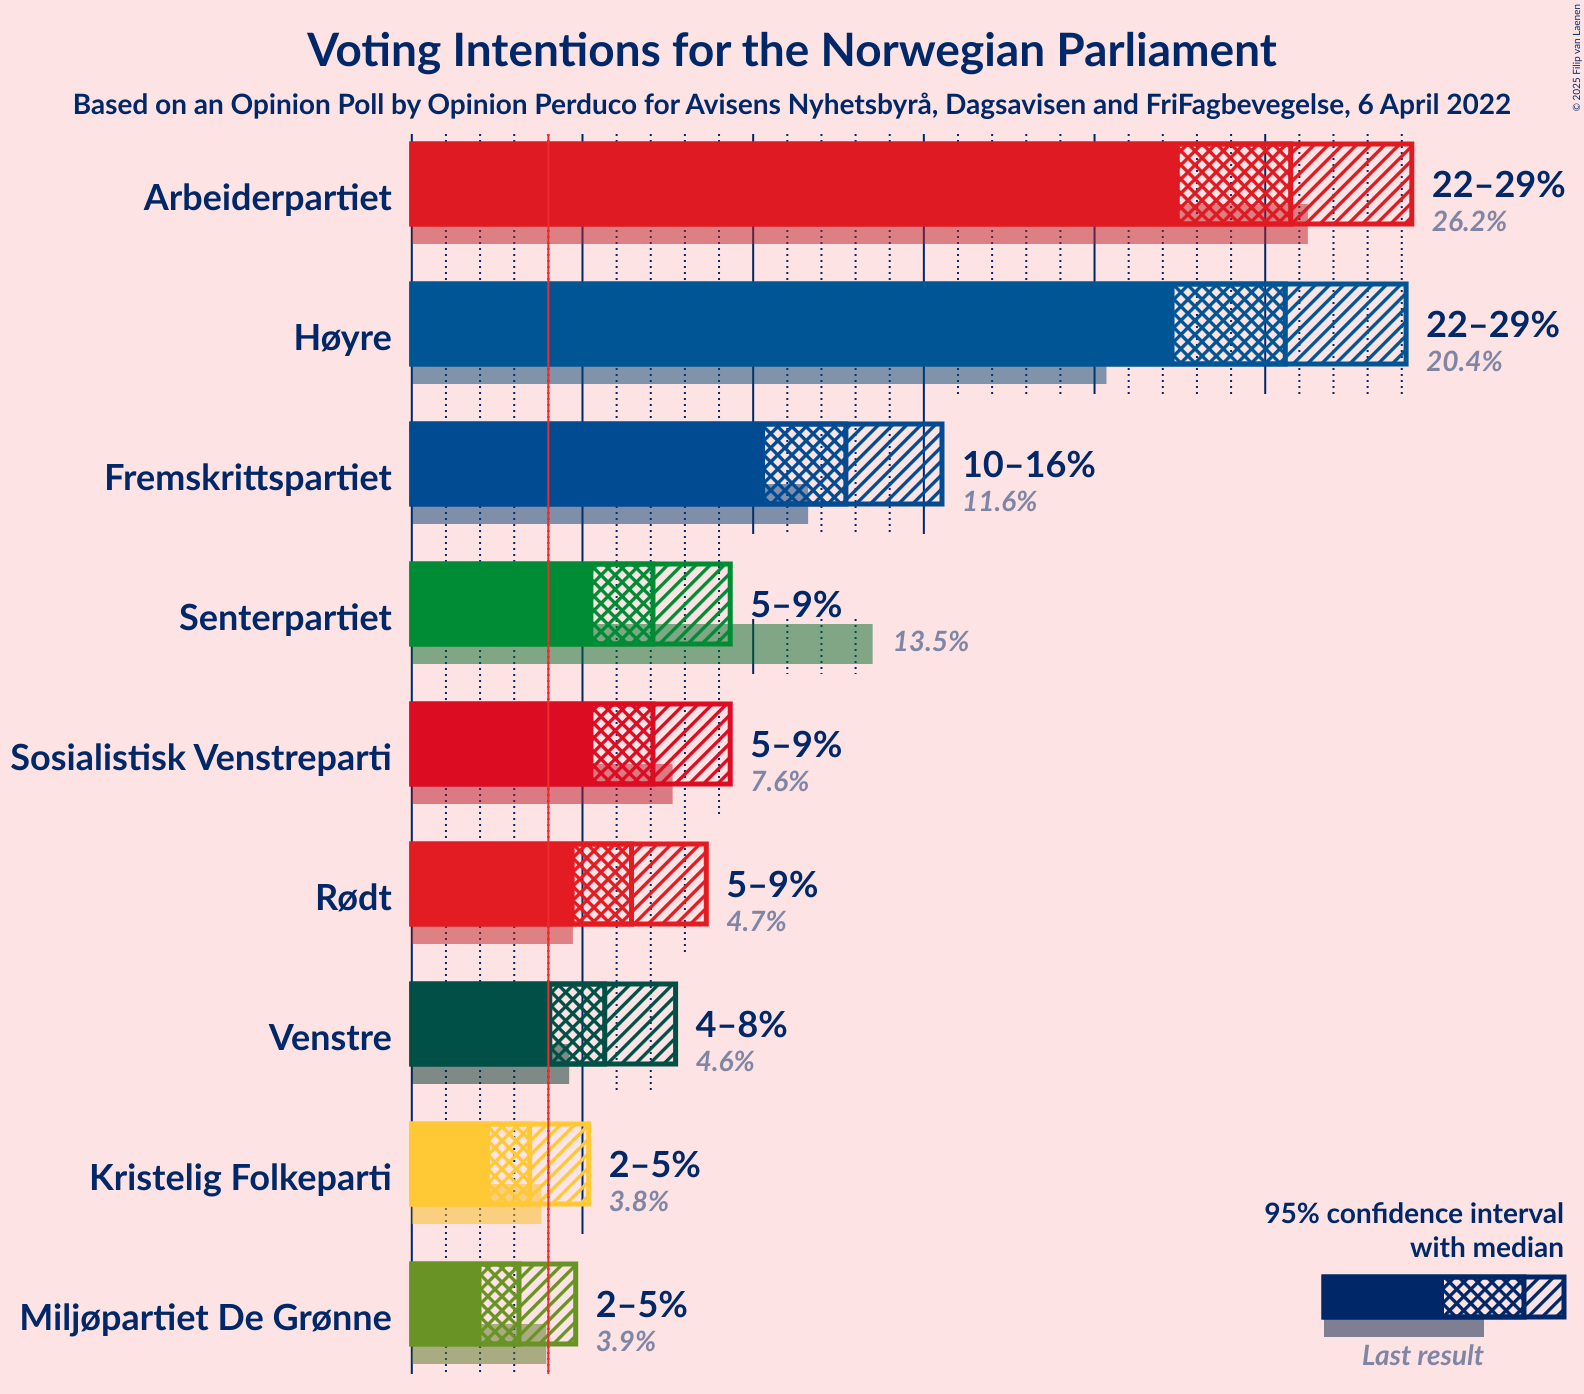 Voting Intentions for the Norwegian Parliament
Based on an Opinion Poll by Opinion Perduco for Avisens Nyhetsbyrå, Dagsavisen and FriFagbevegelse, 6 April 2022
© 2025 Filip van Laenen
Arbeiderpartiet
22–29%
26.2%
Høyre
22–29%
20.4%
Fremskrittspartiet
10–16%
11.6%
Senterpartiet
5–9%
13.5%
Sosialistisk Venstreparti
5–9%
7.6%
Rødt
5–9%
4.7%
Venstre
4–8%
4.6%
Kristelig Folkeparti
2–5%
3.8%
Miljøpartiet De Grønne
2–5%
3.9%
95% confidence interval
with median
Last result